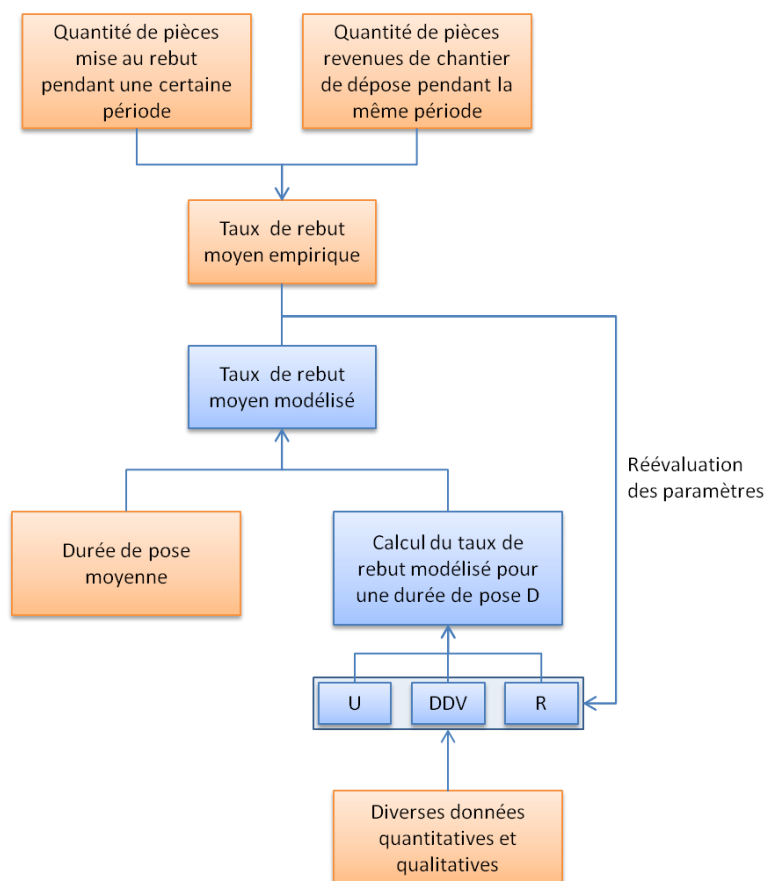 Quantité de pièces
mise au rebut
pendant une certaine
période
Quantité de pièces
revenues de chantier
de dépose pendant la
même période
Taux de rebut
moyen empirique
Taux de rebut
moyen modélisé
Réévaluation
des paramètres
Durée de pose
moyenne
Calcul du taux de
rebut modélisé pour
une durée de pose D
U
DDV
R
Diverses données
quantitatives et
qualitatives